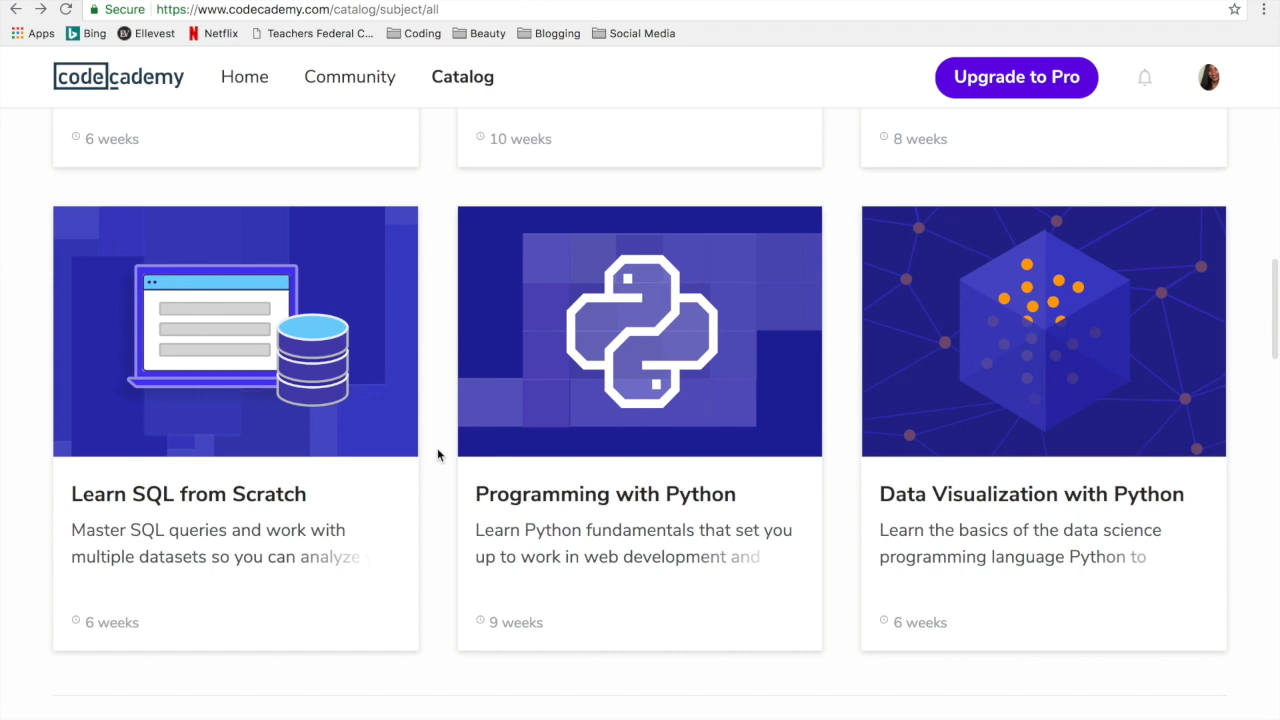 Secure https://www.codecademy.com/catalog/subject/all
Apps Bing Ellevest Netflix Teachers Federal C... Coding Beauty Blogging Social Media
codecademy Home Community Catalog Upgrade to Pro
6 weeks 10 weeks 8 weeks
Learn SQL from Scratch
Master SQL queries and work with
multiple datasets so you can analyze
6 weeks
Programming with Python
Learn Python fundamentals that set you
up to work in web development and
9 weeks
Data Visualization with Python
Learn the basics of the data science
programming language Python to
6 weeks